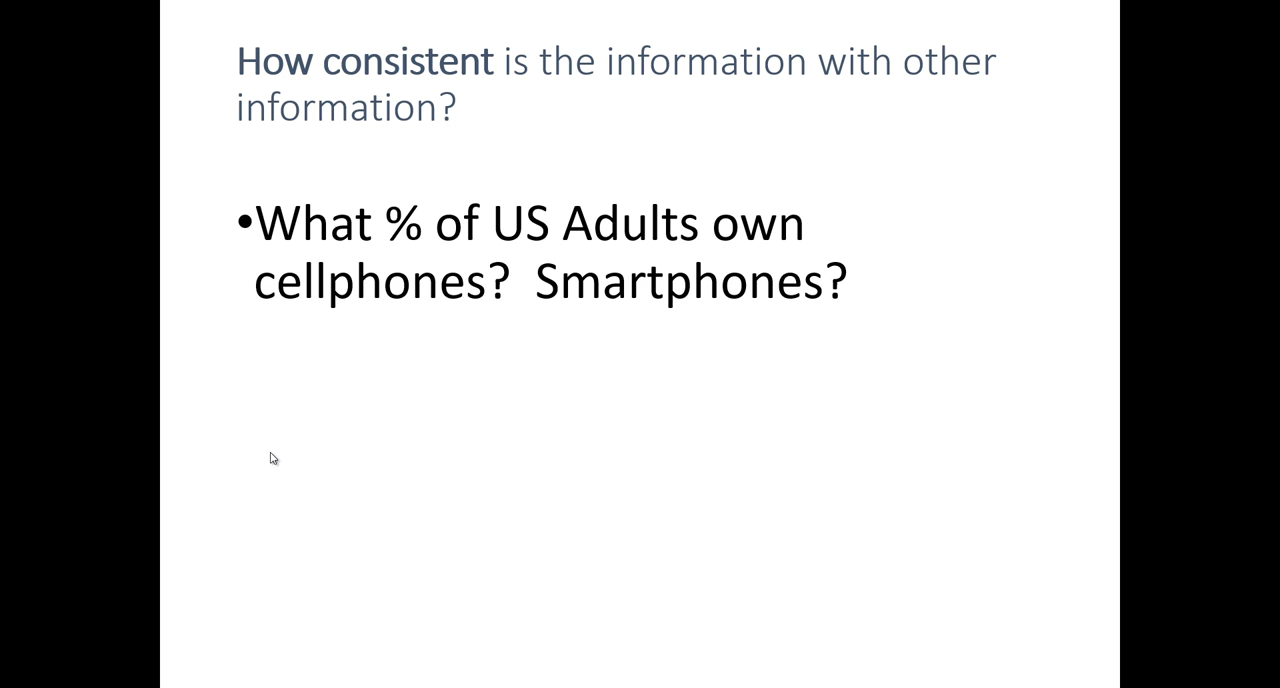 How consistent is the information with other
information?
•What % of US Adults own
cellphones?  Smartphones?